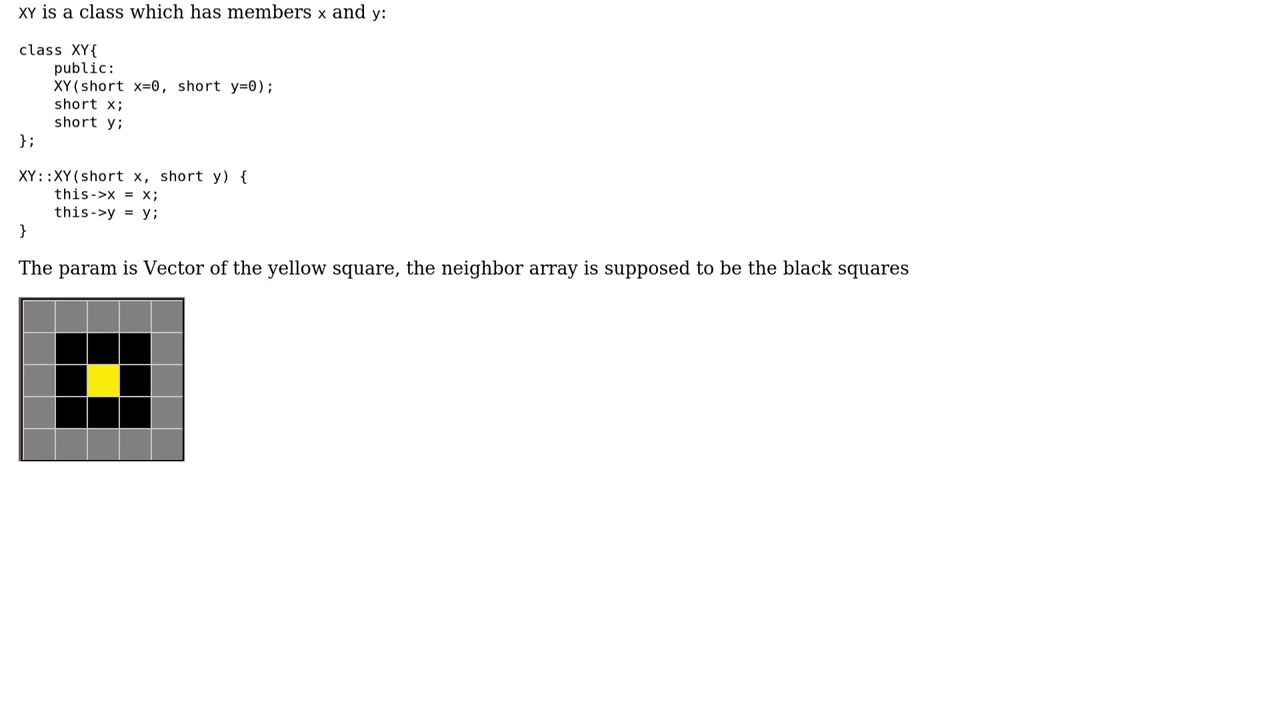 XY is a class which has members x and y:
class XY{
    public:
    XY(short x=0, short y=0);
    short x;
    short y;
};
XY::XY(short x, short y) {
    this->x = x;
    this->y = y;
}
The param is Vector of the yellow square, the neighbor array is supposed to be the black squares